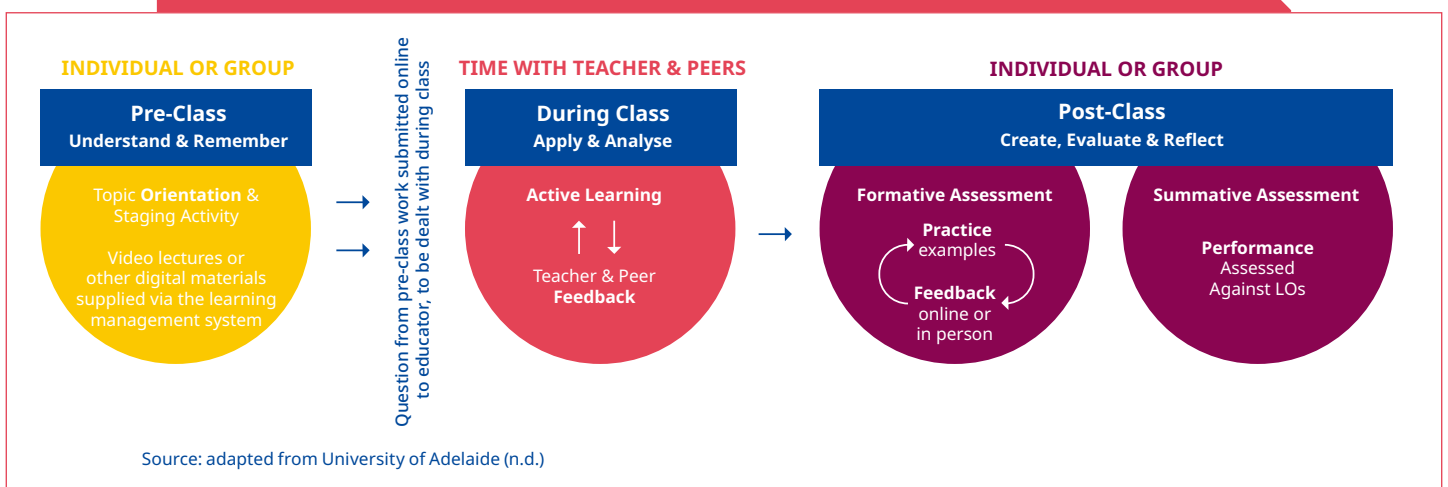 INDIVIDUAL OR GROUP
Pre-Class
Understand & Remember
Topic Orientation &
Staging Activity
Video lectures or
other digital materials
supplied via the learning
management system
Question from pre-class work submitted online
to educator, to be dealt with during class
TIME WITH TEACHER & PEERS
During Class
Apply & Analyse
Active Learning
Teacher & Peer
Feedback
INDIVIDUAL OR GROUP
Post-Class
Create, Evaluate & Reflect
Formative Assessment
Practice
examples
Feedback
online or
in person
Summative Assessment
Performance
Assessed
Against LOs
Source: adapted from University of Adelaide (n.d.)